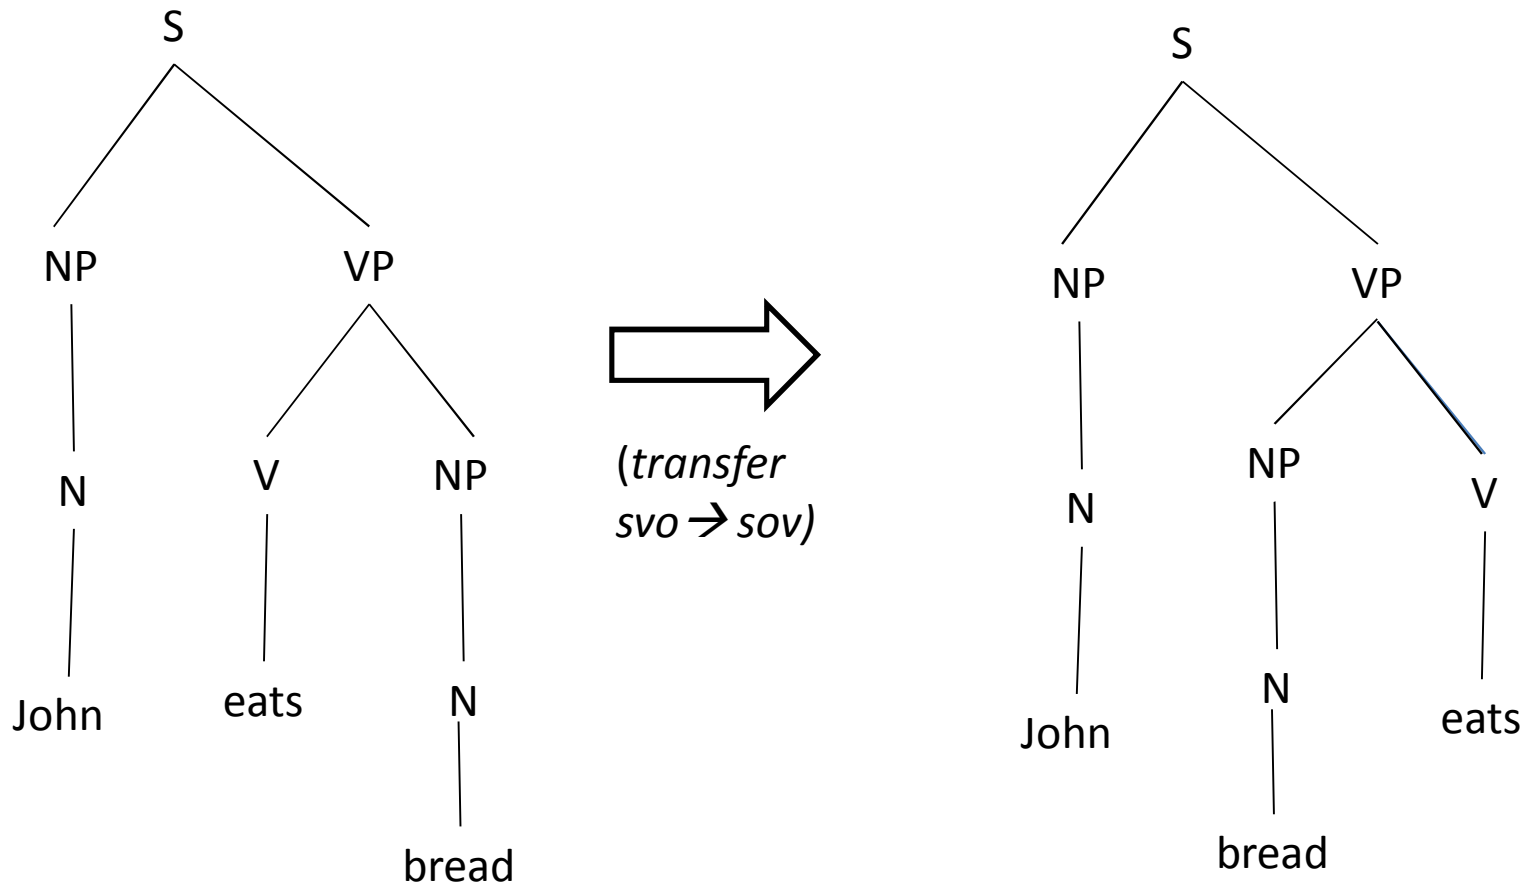 S
NP VP
N V NP
John eats N
bread
(transfer
svo → sov)
S
NP VP
N NP V
John N eats
bread